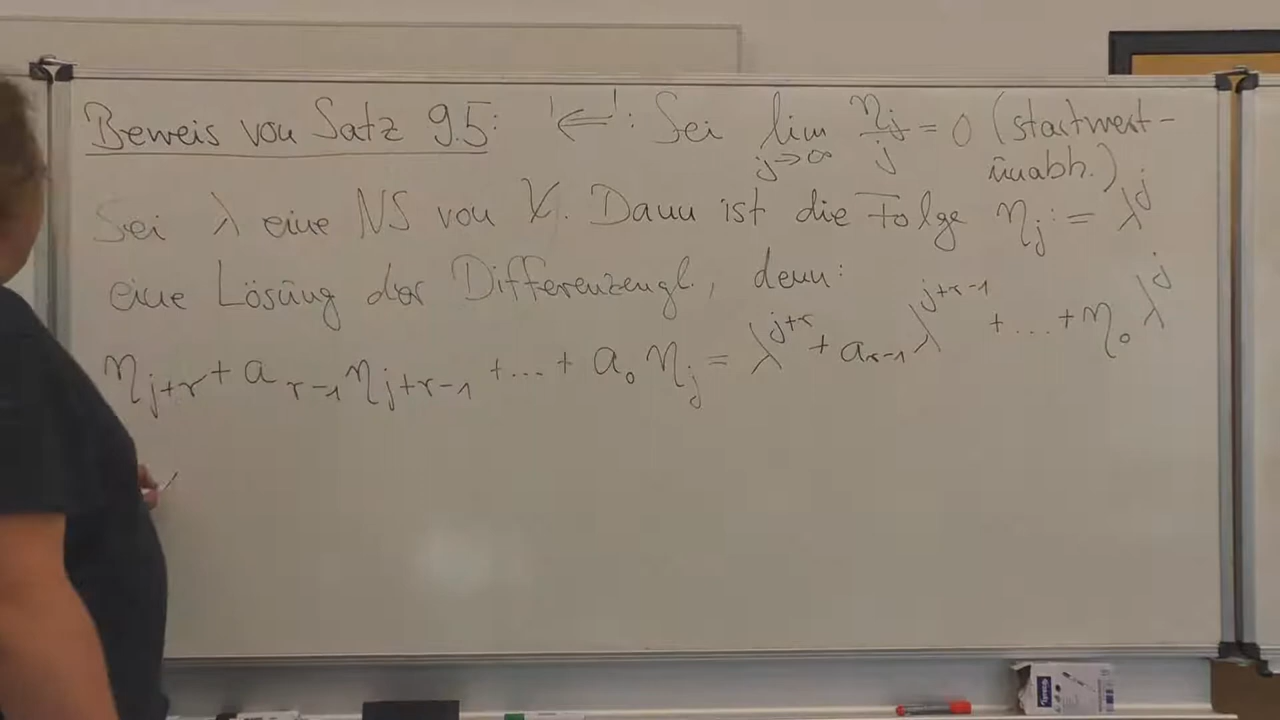 Beweis von Satz 9.5: '⇐': Sei lim_{j→∞} η_j/j = 0 (startwert-
unabh.)
Sei λ eine NS von χ. Dann ist die Folge η_j := λ^j
eine Lösung der Differenzengl., denn:
η_{j+r} + a_{r-1} η_{j+r-1} + ... + a_0 η_j = λ^{j+r} + a_{r-1} λ^{j+r-1} + ... + η_0 λ^j